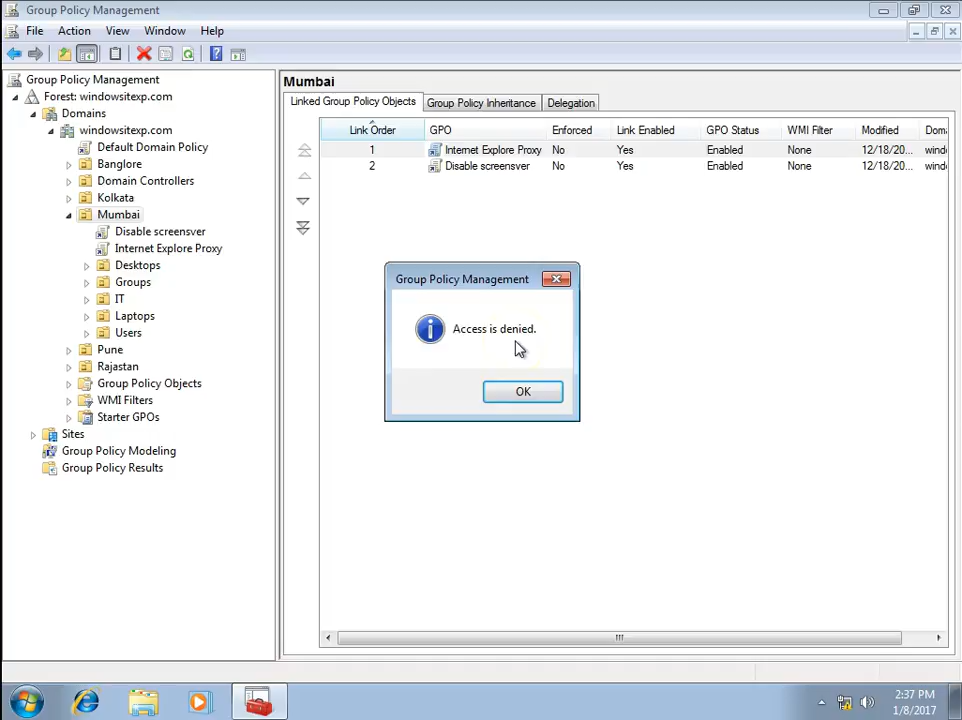 Group Policy Management
File Action View Window Help
Group Policy Management
Forest: windowsitexp.com
Domains
windowsitexp.com
Default Domain Policy
Banglore
Domain Controllers
Kolkata
Mumbai
Disable screensver
Internet Explore Proxy
Desktops
Groups
IT
Laptops
Users
Pune
Rajastan
Group Policy Objects
WMI Filters
Starter GPOs
Sites
Group Policy Modeling
Group Policy Results
Mumbai
Linked Group Policy Objects Group Policy Inheritance Delegation
Link Order GPO Enforced Link Enabled GPO Status WMI Filter Modified Doma
1 Internet Explore Proxy No Yes Enabled None 12/18/20... wind
2 Disable screensver No Yes Enabled None 12/18/20... wind
Group Policy Management
Access is denied.
OK
2:37 PM
1/8/2017